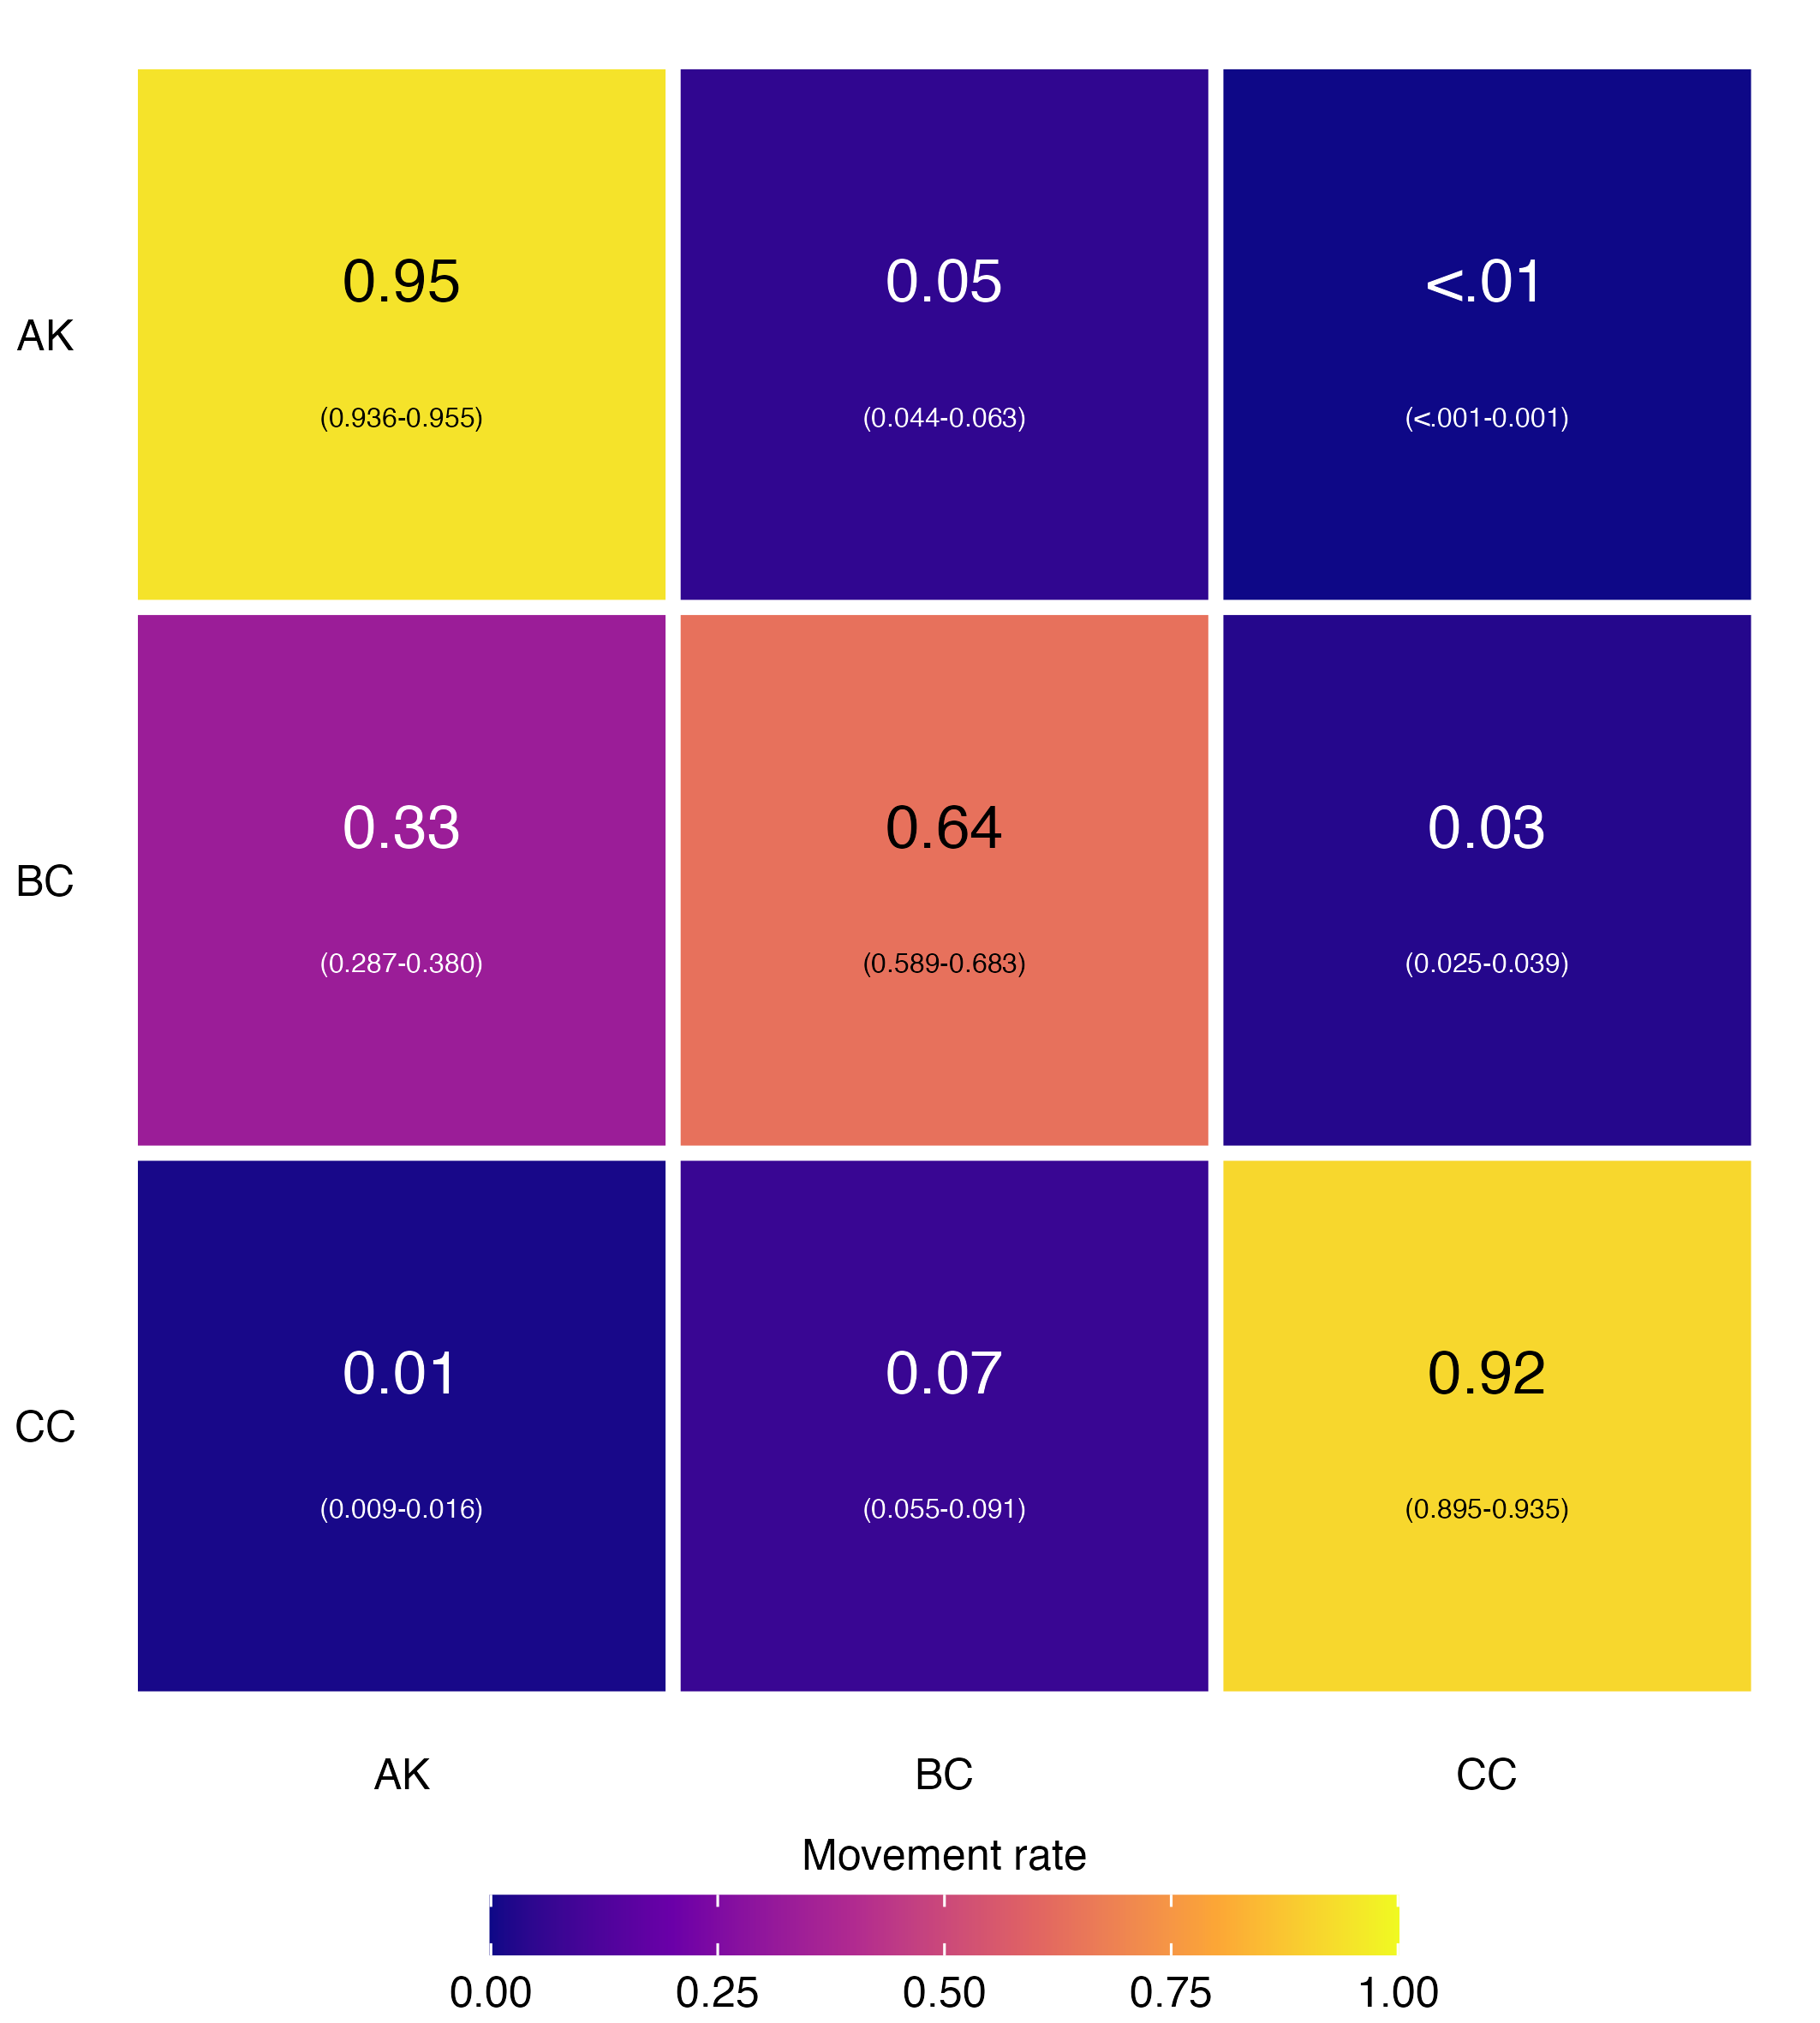 0.95 0.05 <.01
AK
(0.936-0.955) (0.044-0.063) (<.001-0.001)
0.33 0.64 0.03
BC
(0.287-0.380) (0.589-0.683) (0.025-0.039)
0.01 0.07 0.92
CC
(0.009-0.016) (0.055-0.091) (0.895-0.935)
AK BC CC
Movement rate
0.00 0.25 0.50 0.75 1.00